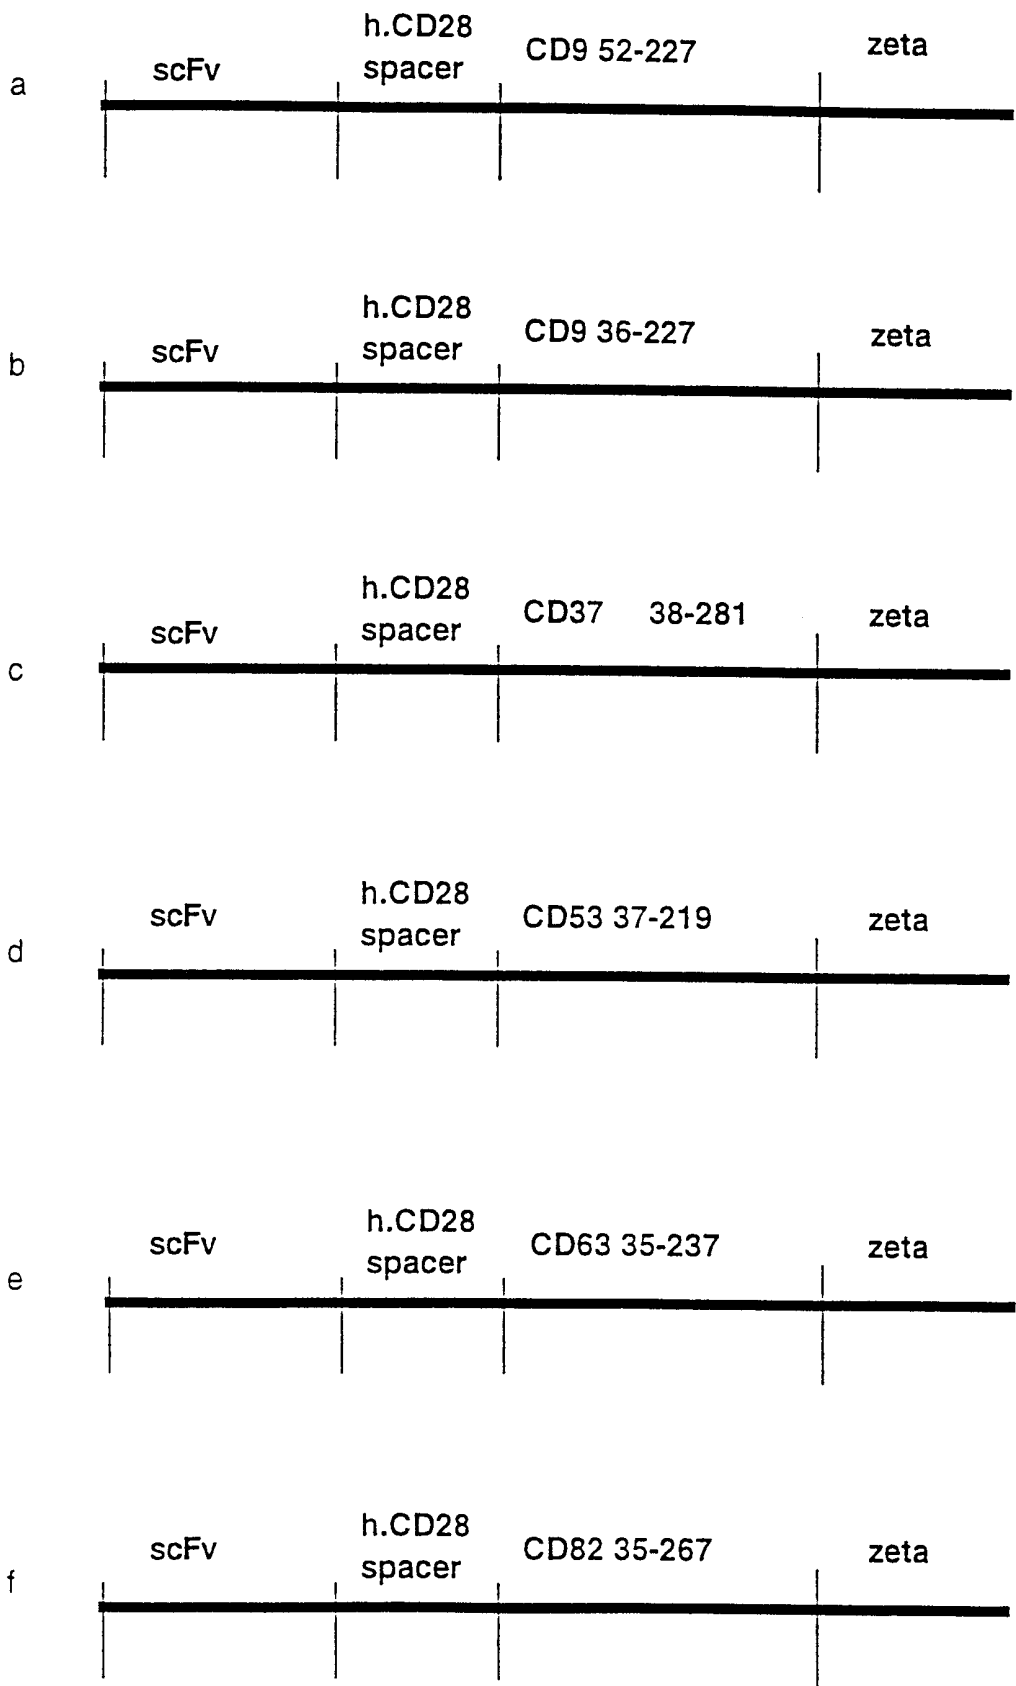 a
scFv
h.CD28
spacer
CD9 52-227
zeta
b
scFv
h.CD28
spacer
CD9 36-227
zeta
c
scFv
h.CD28
spacer
CD37 38-281
zeta
d
scFv
h.CD28
spacer
CD53 37-219
zeta
e
scFv
h.CD28
spacer
CD63 35-237
zeta
f
scFv
h.CD28
spacer
CD82 35-267
zeta